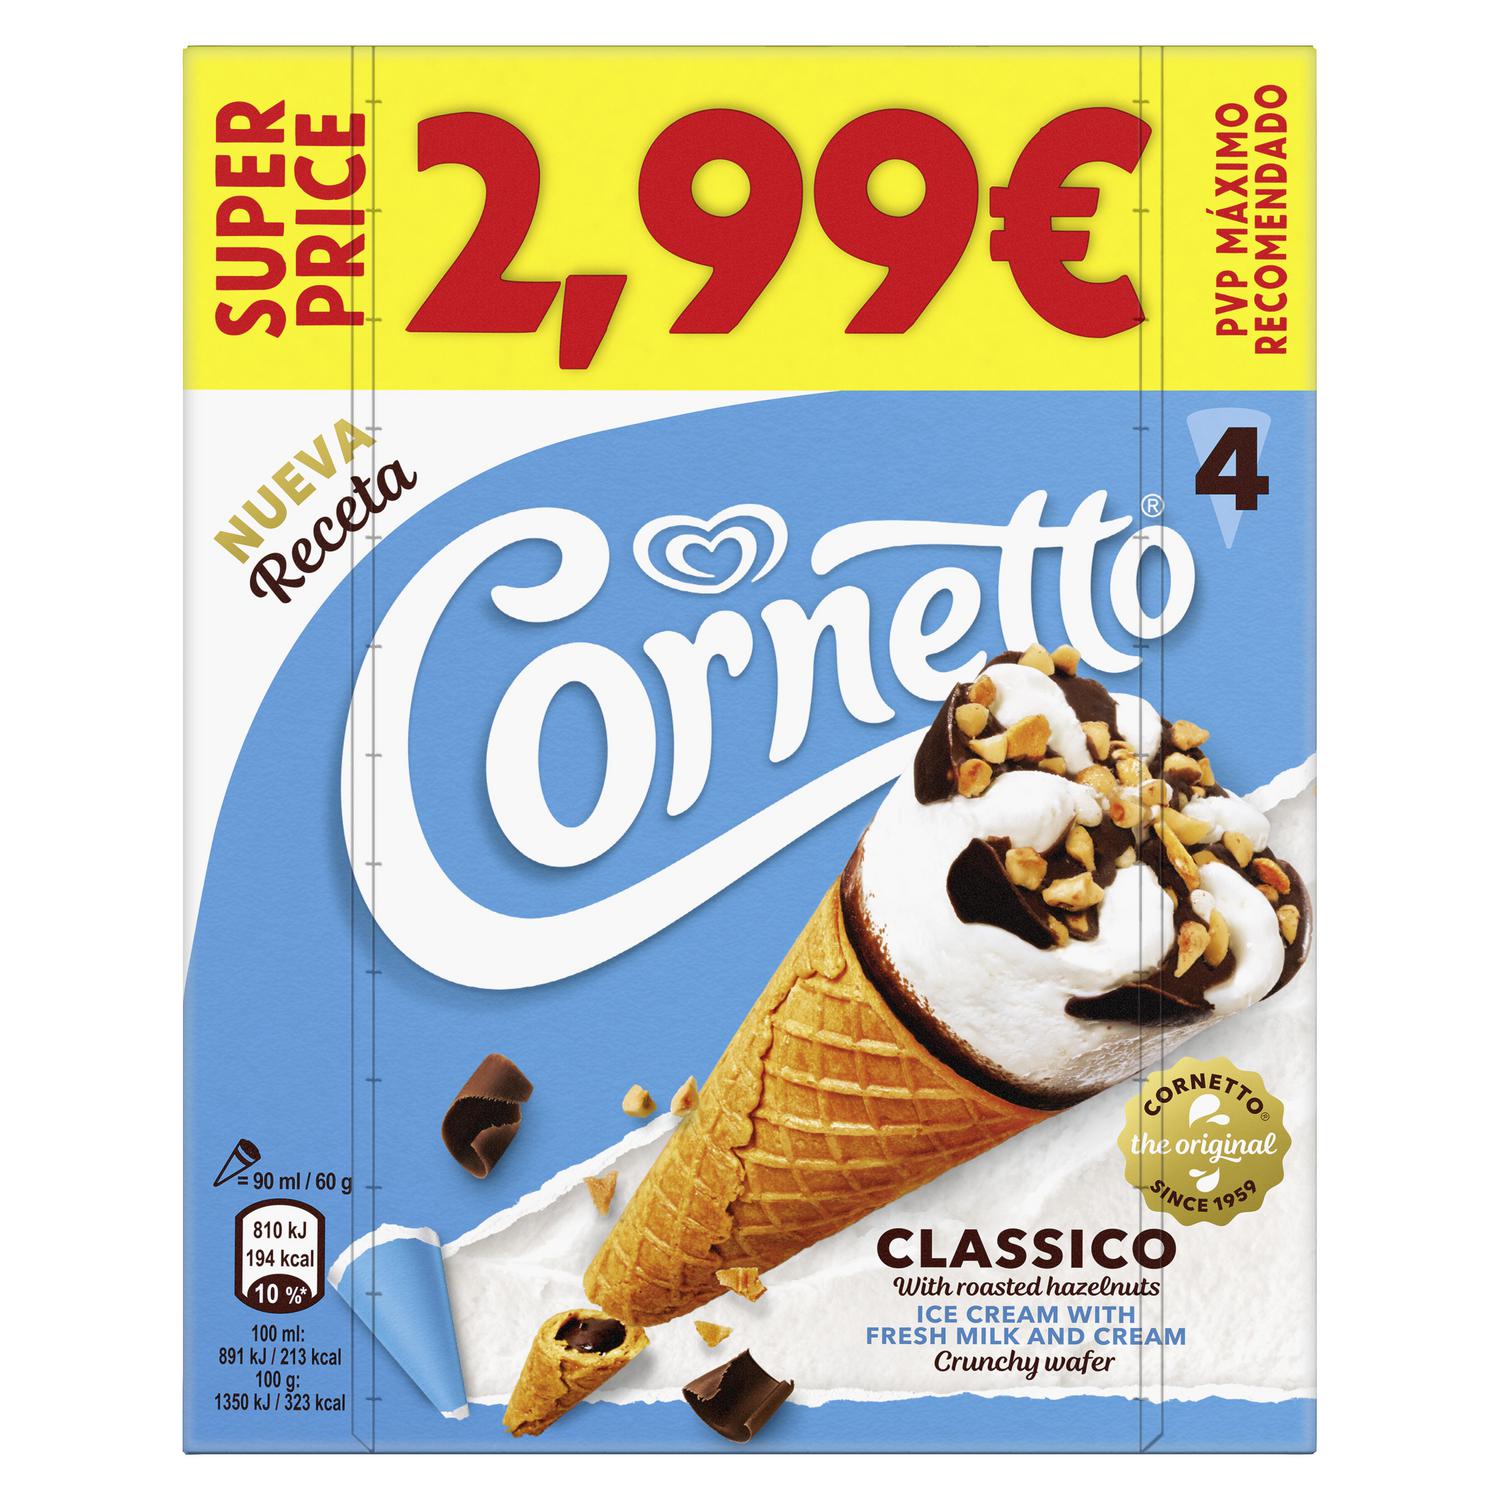 SUPER
PRICE
2,99€
PVP MÁXIMO
RECOMENDADO
NUEVA
Receta
4
Cornetto®
CORNETTO®
the original
SINCE 1959
= 90 ml / 60 g
810 kJ
194 kcal
10 %*
100 ml:
891 kJ / 213 kcal
100 g:
1350 kJ / 323 kcal
CLASSICO
With roasted hazelnuts
ICE CREAM WITH
FRESH MILK AND CREAM
Crunchy wafer